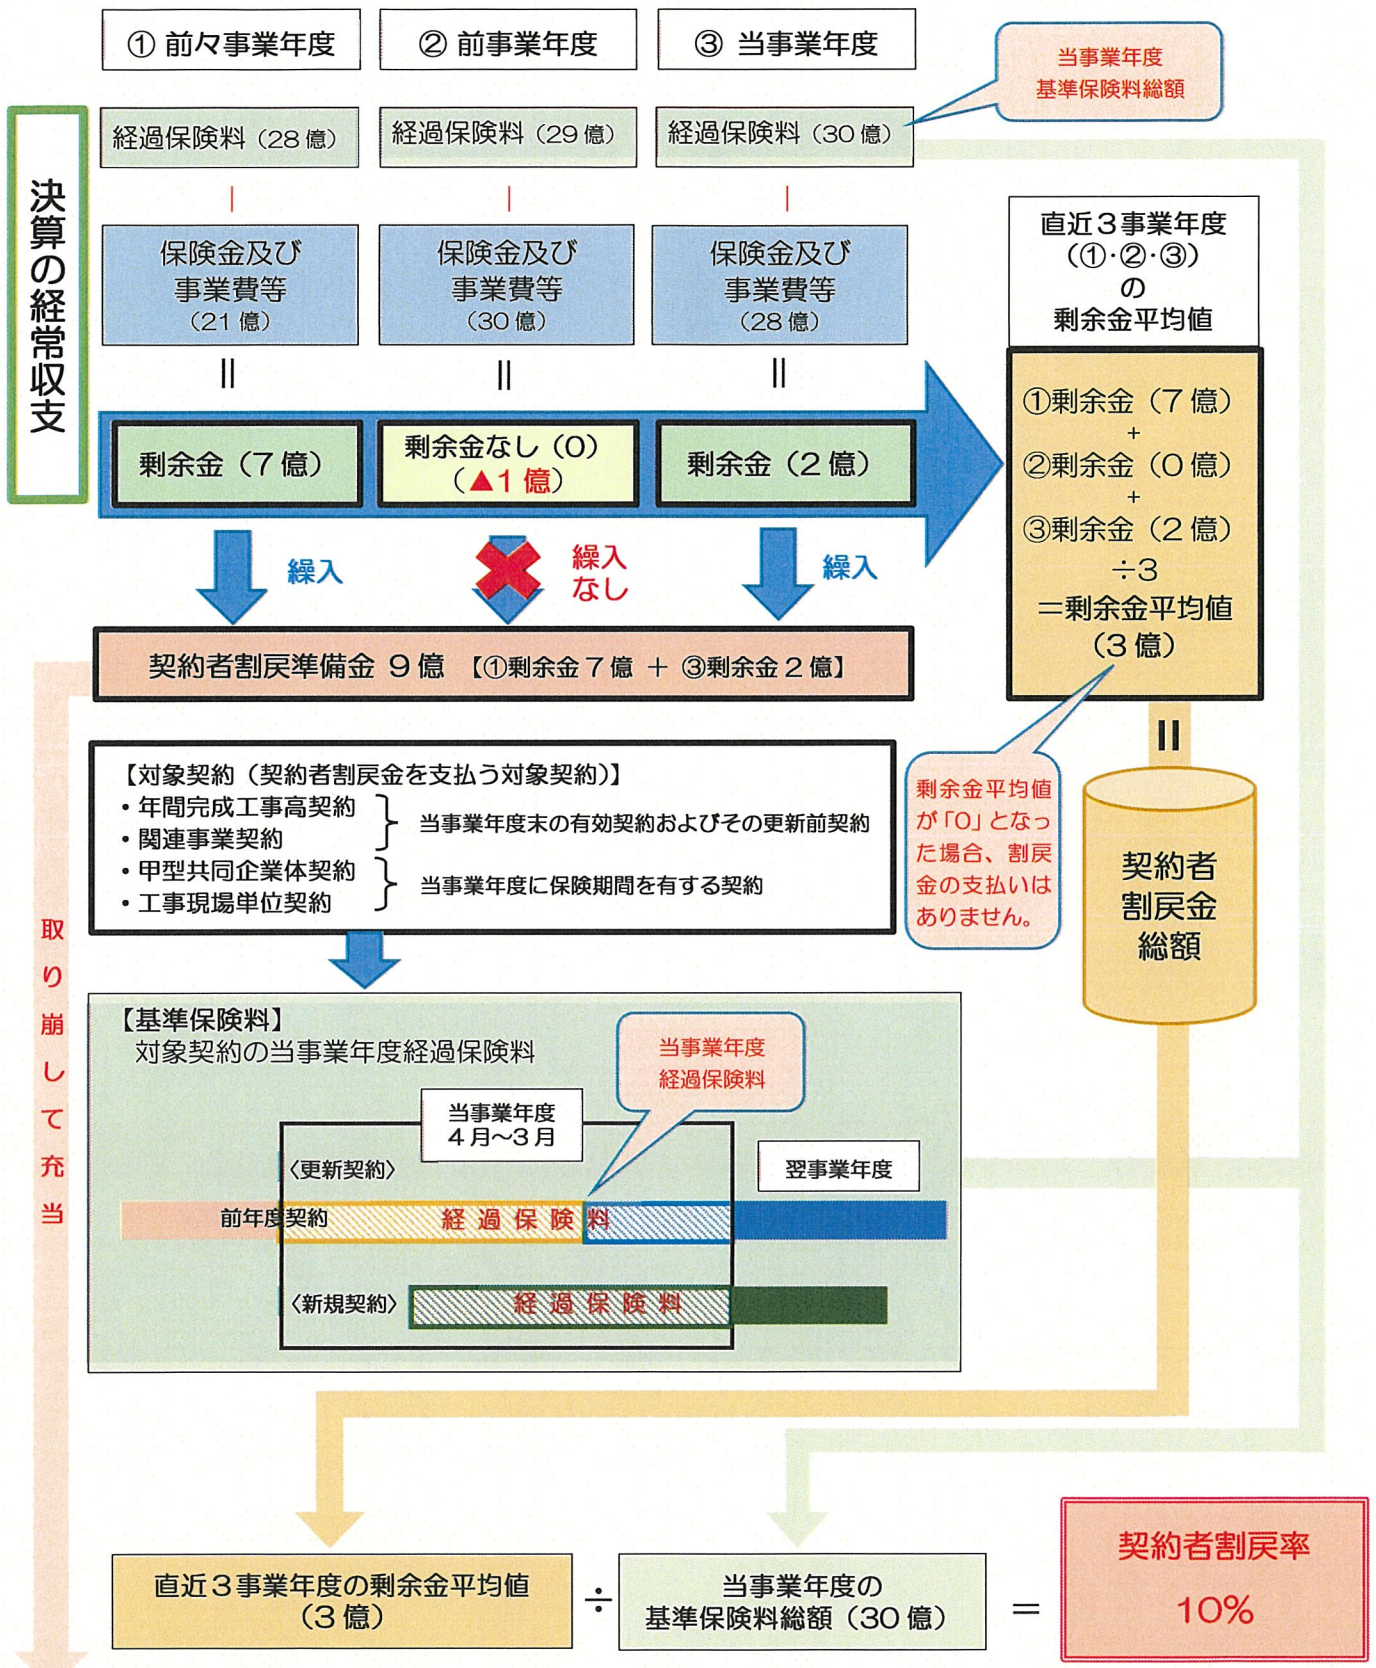 ① 前々事業年度
② 前事業年度
③ 当事業年度
当事業年度
基準保険料総額
決算の経常収支
経過保険料（28 億）
経過保険料（29 億）
経過保険料（30 億）
－
－
－
保険金及び
事業費等
（21 億）
保険金及び
事業費等
（30 億）
保険金及び
事業費等
（28 億）
＝
＝
＝
剰余金（7 億）
剰余金なし（0）
（▲1 億）
剰余金（2 億）
直近3事業年度
（①・②・③）
の
剰余金平均値
①剰余金（7 億）
+
②剰余金（0 億）
+
③剰余金（2 億）
÷3
＝剰余金平均値
（3 億）
繰入
繰入
なし
繰入
契約者割戻準備金 9 億 【①剰余金 7 億 ＋ ③剰余金 2 億】
＝
【対象契約（契約者割戻金を支払う対象契約）】
・年間完成工事高契約
・関連事業契約
当事業年度末の有効契約およびその更新前契約
・甲型共同企業体契約
・工事現場単位契約
当事業年度に保険期間を有する契約
剰余金平均値
が「0」となっ
た場合、割戻
金の支払いは
ありません。
契約者
割戻金
総額
取り崩して充当
【基準保険料】
対象契約の当事業年度経過保険料
当事業年度
経過保険料
当事業年度
4 月～3 月
翌事業年度
〈更新契約〉
前年度契約
経過保険料
〈新規契約〉
経過保険料
直近3事業年度の剰余金平均値
（3 億）
÷
当事業年度の
基準保険料総額（30 億）
＝
契約者割戻率
10%